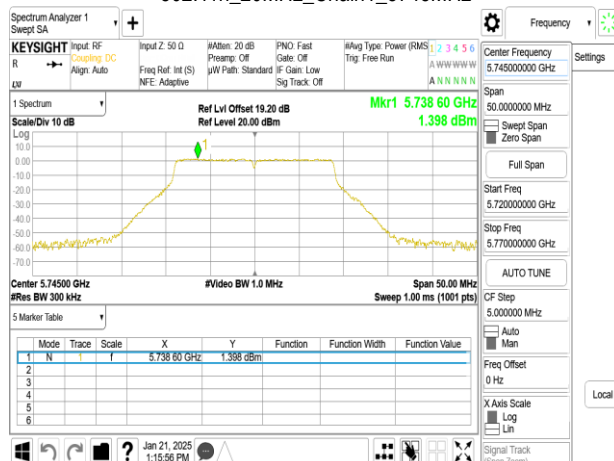 Spectrum Analyzer 1
Swept SA
+
Frequency
KEYSIGHT
Input: RF
Coupling: DC
Align: Auto
Input Z: 50 Ω
Freq Ref: Int (S)
NFE: Adaptive
#Atten: 20 dB
Preamp: Off
µW Path: Standard
PNO: Fast
Gate: Off
IF Gain: Low
Sig Track: Off
#Avg Type: Power (RMS
Trig: Free Run
1 2 3 4 5 6
A W W W W W
A N N N N N
R
LXI
Center Frequency
5.745000000 GHz
Settings
Span
50.0000000 MHz
Swept Span
Zero Span
Full Span
Start Freq
5.720000000 GHz
Stop Freq
5.770000000 GHz
AUTO TUNE
CF Step
5.000000 MHz
Auto
Man
Freq Offset
0 Hz
X Axis Scale
Log
Lin
Local
Signal Track
1 Spectrum
Scale/Div 10 dB
Ref Lvl Offset 19.20 dB
Ref Level 20.00 dBm
Mkr1 5.738 60 GHz
1.398 dBm
Log
10.0
0.00
-10.0
-20.0
-30.0
-40.0
-50.0
-60.0
-70.0
1
Center 5.74500 GHz
#Res BW 300 kHz
#Video BW 1.0 MHz
Span 50.00 MHz
Sweep 1.00 ms (1001 pts)
5 Marker Table
Mode Trace Scale X Y Function Function Width Function Value
1 N 1 f 5.738 60 GHz 1.398 dBm
2
3
4
5
6
?
Jan 21, 2025
1:15:56 PM